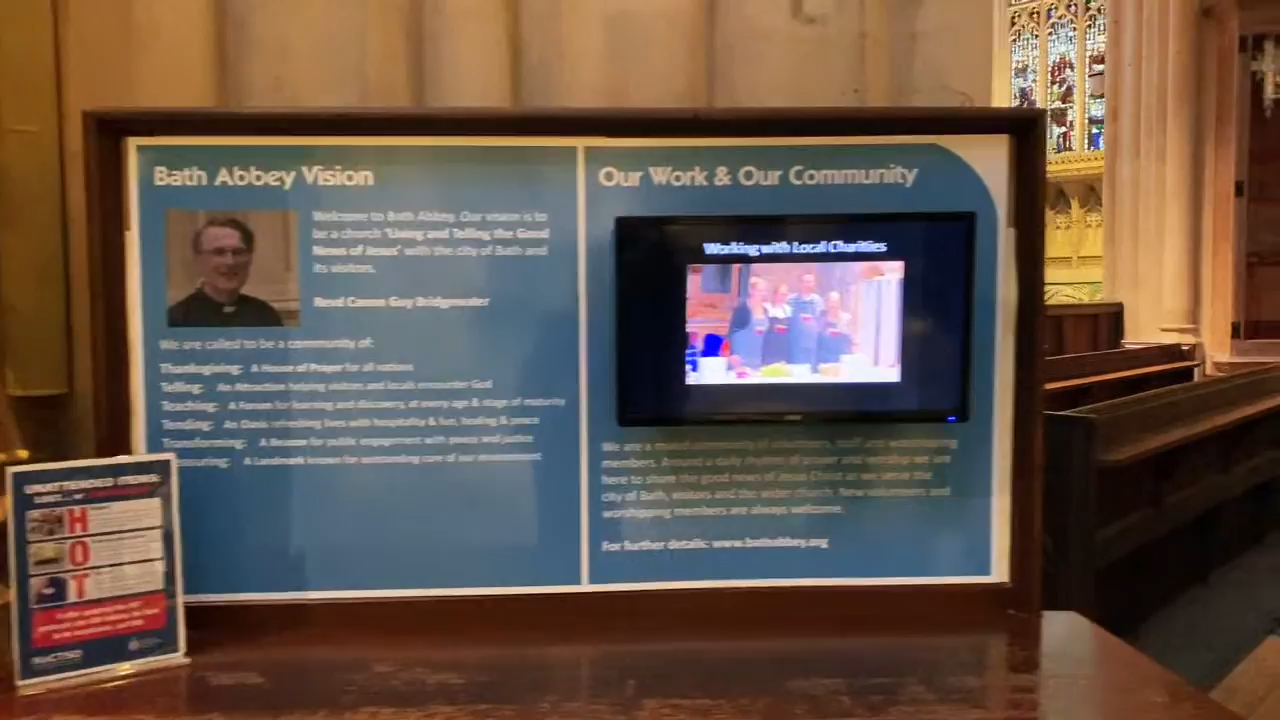 Bath Abbey Vision
Welcome to Bath Abbey. Our vision is to
be a church 'Living and Telling the Good
News of Jesus' with the city of Bath and
its visitors.
Revd Canon Guy Bridgewater
We are called to be a community of:
Thanksgiving: A House of Prayer for all nations
Telling: An Attraction helping visitors and locals encounter God
Teaching: A Forum for learning and discovery, at every age & stage of maturity
Tending: An Oasis refreshing lives with hospitality & fun, healing & peace
Transforming: A Beacon for public engagement with peace and justice
A Landmark known for outstanding care of our monument
Our Work & Our Community
Working with Local Charities
We are a community of volunteers, staff and worshipping
members. Around a daily rhythm of prayer and worship we are
here to share the good news of Jesus Christ as we serve the
city of Bath, visitors and the wider church. New volunteers and
worshipping members are always welcome.
For further details: www.bathabbey.org
UNATTENDED ITEMS
H
O
T
NaCTSO